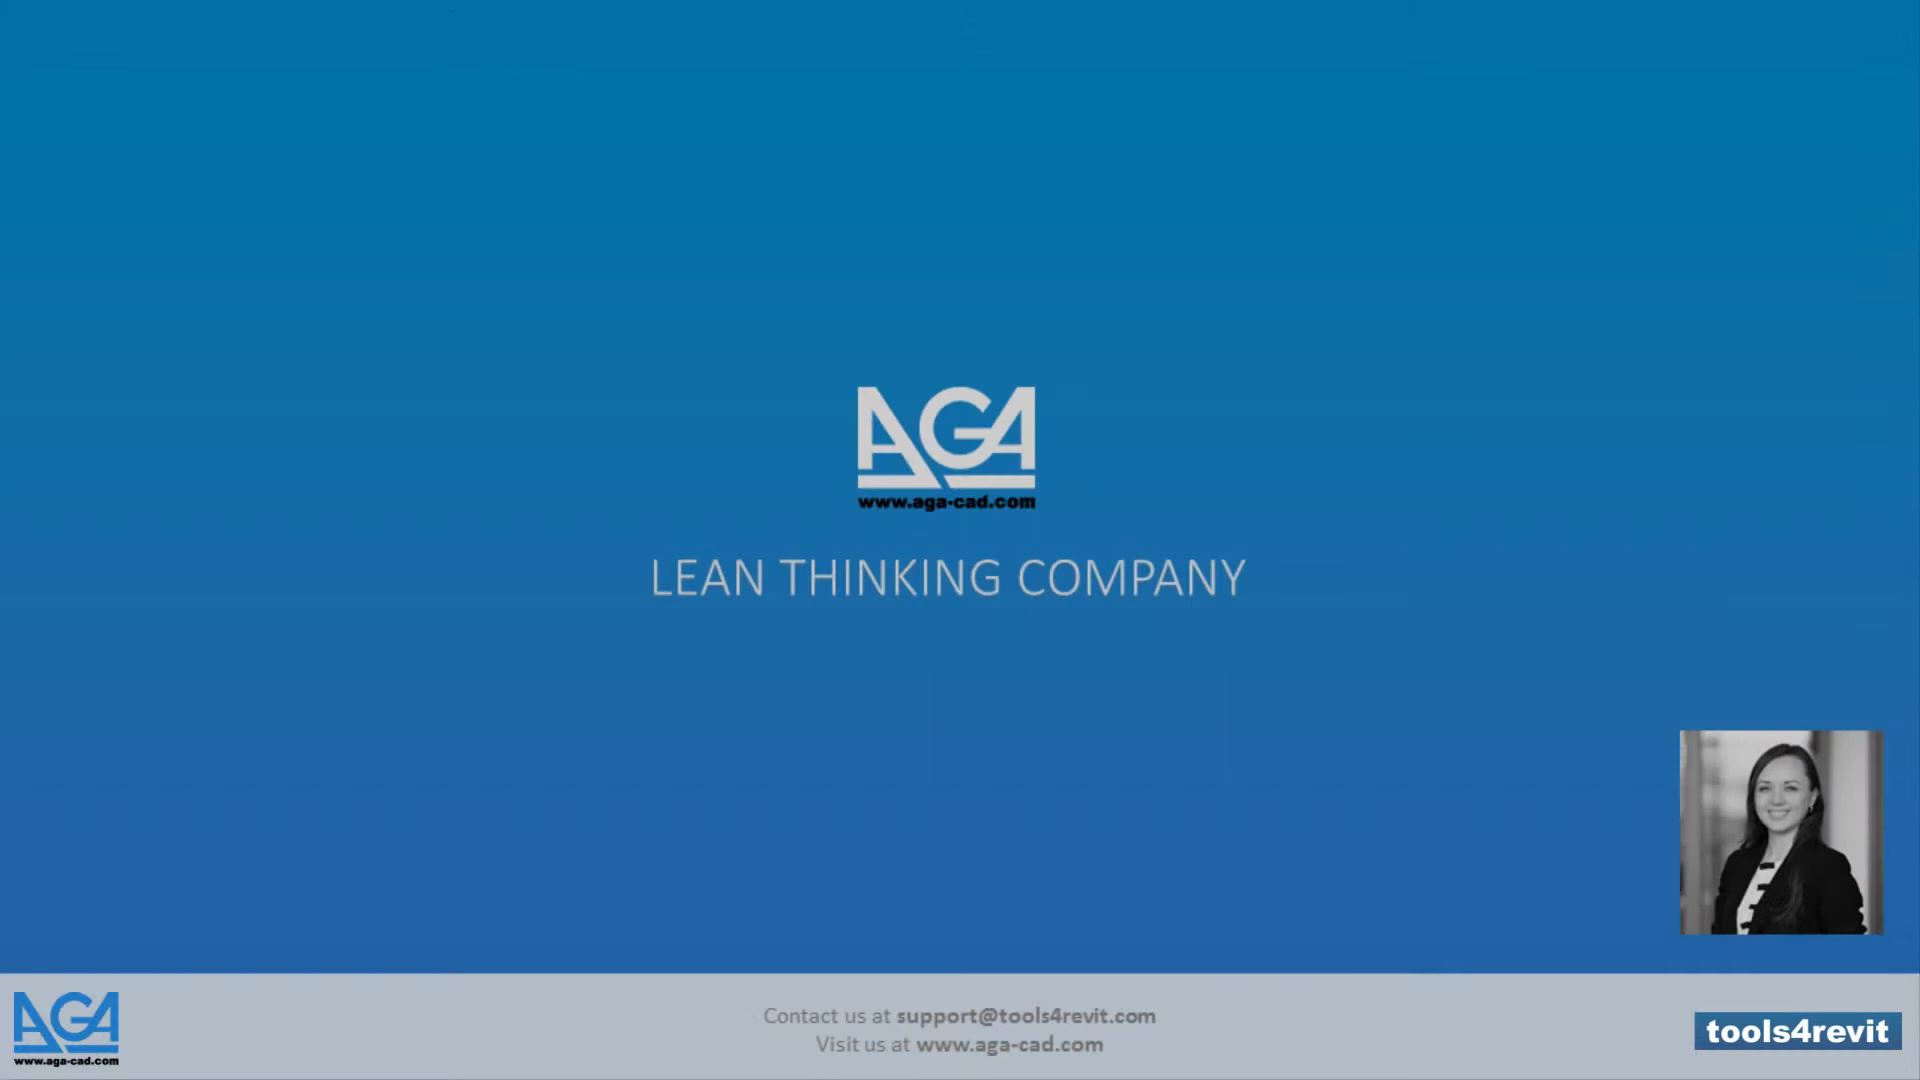 AGA
www.aga-cad.com
LEAN THINKING COMPANY
AGA
www.aga-cad.com
Contact us at support@tools4revit.com
Visit us at www.aga-cad.com
tools4revit